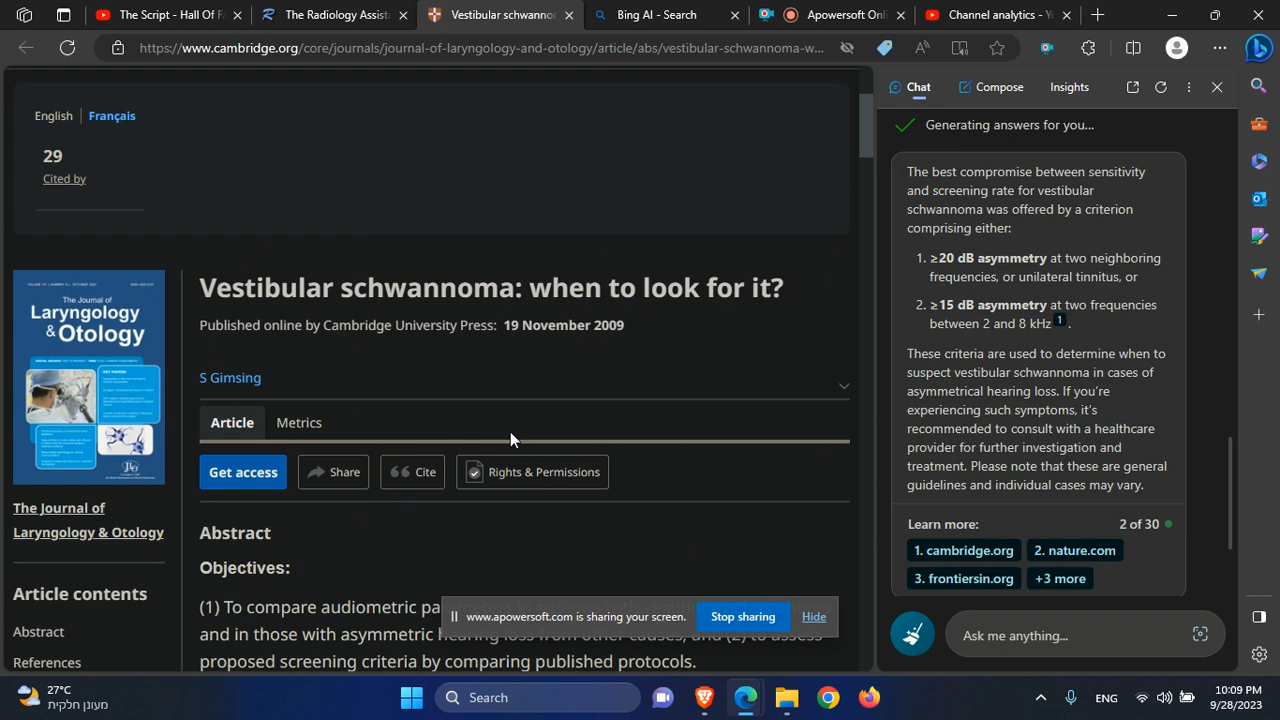 The Script - Hall Of F
The Radiology Assist
Vestibular schwannom
Bing AI - Search
Apowersoft Onli
Channel analytics - Yo
https://www.cambridge.org/core/journals/journal-of-laryngology-and-otology/article/abs/vestibular-schwannoma-w...
English
Français
29
Cited by
The Journal of
Laryngology
& Otology
Vestibular schwannoma: when to look for it?
Published online by Cambridge University Press: 19 November 2009
S Gimsing
Article
Metrics
Get access
Share
Cite
Rights & Permissions
The Journal of
Laryngology & Otology
Abstract
Objectives:
(1) To compare audiometric pa
and in those with asymmetric hearing loss from other causes, and (2) to assess
proposed screening criteria by comparing published protocols.
Article contents
Abstract
References
www.apowersoft.com is sharing your screen.
Stop sharing
Hide
Chat
Compose
Insights
Generating answers for you...
The best compromise between sensitivity
and screening rate for vestibular
schwannoma was offered by a criterion
comprising either:
1. ≥20 dB asymmetry at two neighboring
frequencies, or unilateral tinnitus, or
2. ≥15 dB asymmetry at two frequencies
between 2 and 8 kHz 1 .
These criteria are used to determine when to
suspect vestibular schwannoma in cases of
asymmetrical hearing loss. If you're
experiencing such symptoms, it's
recommended to consult with a healthcare
provider for further investigation and
treatment. Please note that these are general
guidelines and individual cases may vary.
Learn more:
2 of 30
1. cambridge.org
2. nature.com
3. frontiersin.org
+3 more
Ask me anything...
27°C
מעונן חלקית
Search
ENG
10:09 PM
9/28/2023